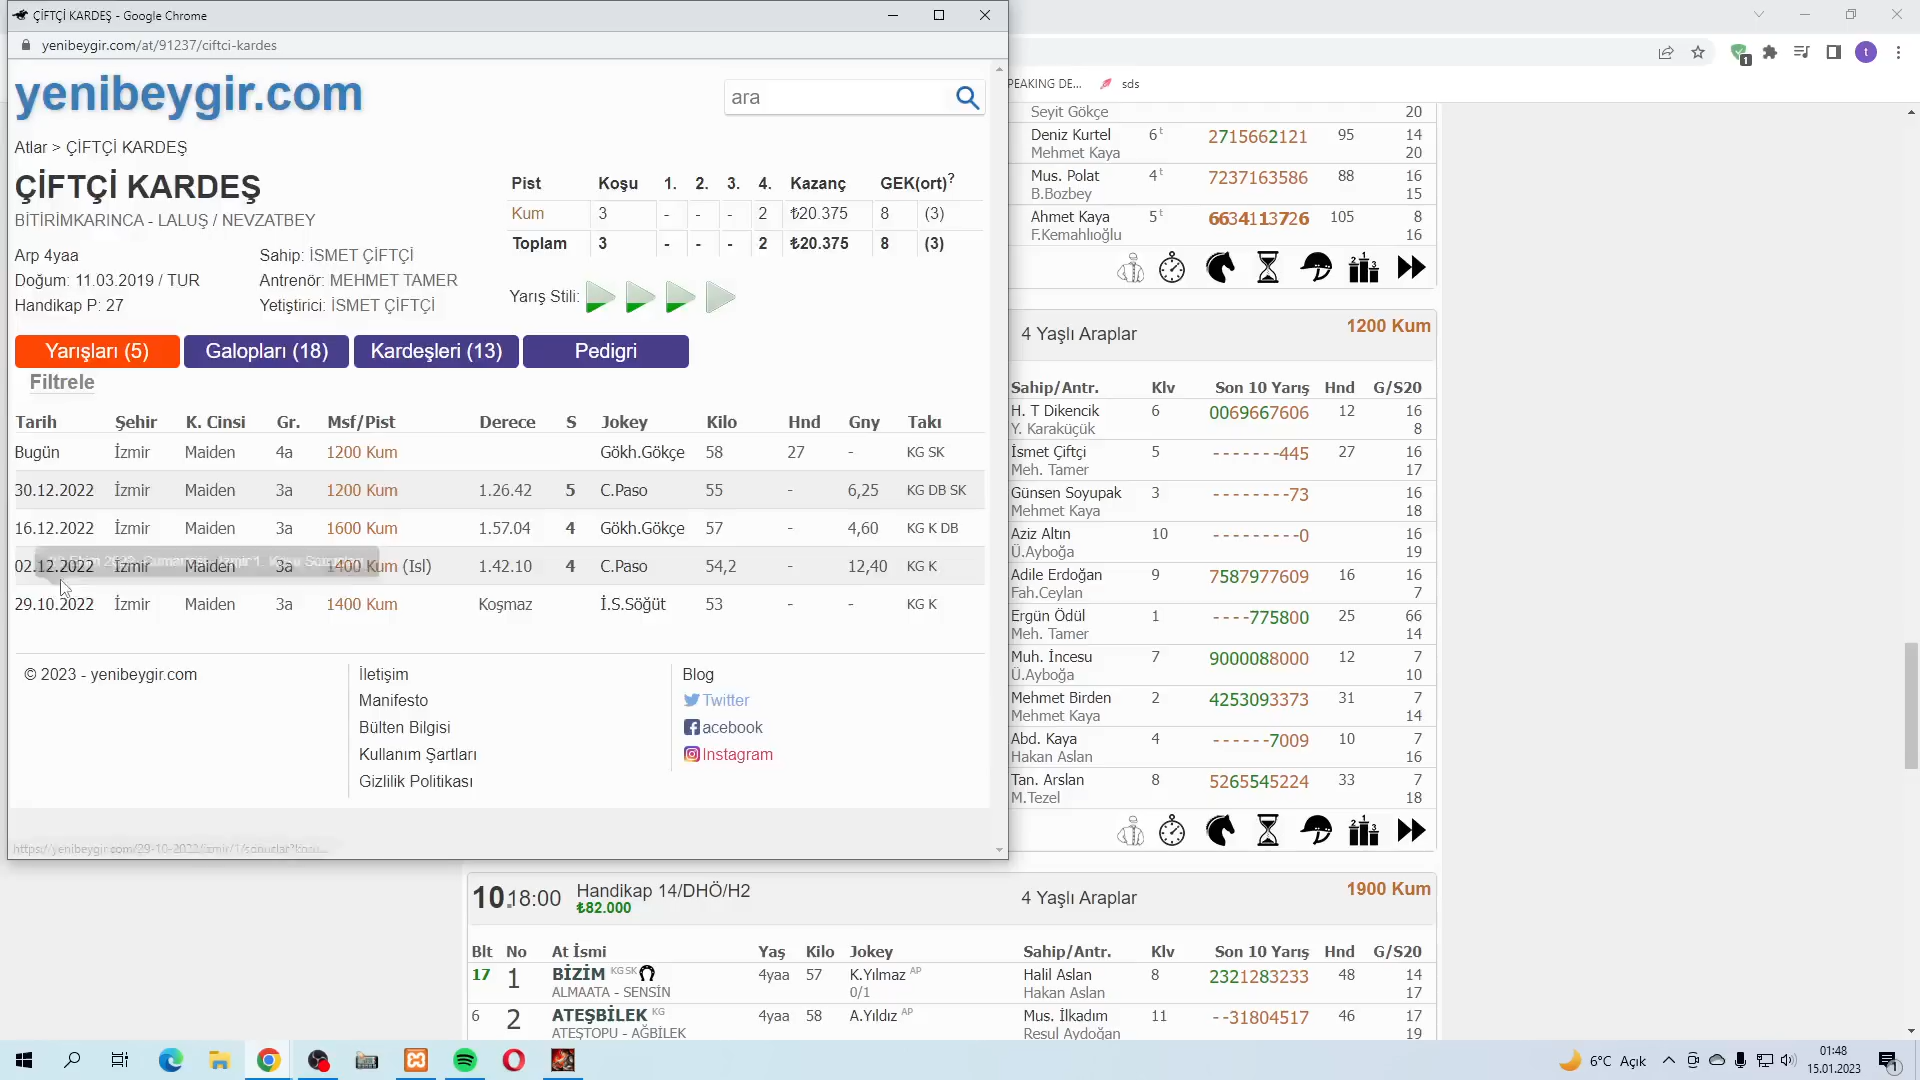 ÇİFTÇİ KARDEŞ - Google Chrome
yenibeygir.com/at/91237/ciftci-kardes
yenibeygir.com
ara
Atlar > ÇİFTÇİ KARDEŞ
ÇİFTÇİ KARDEŞ
BİTİRİMKARINCA - LALUŞ / NEVZATBEY
Arp 4yaa
Doğum: 11.03.2019 / TUR
Handikap P: 27
Sahip: İSMET ÇİFTÇİ
Antrenör: MEHMET TAMER
Yetiştirici: İSMET ÇİFTÇİ
Pist Koşu 1. 2. 3. 4. Kazanç GEK(ort)?
Kum 3 - - - 2 ₺20.375 8 (3)
Toplam 3 - - - 2 ₺20.375 8 (3)
Yarış Stili:
Yarışları (5) Galopları (18) Kardeşleri (13) Pedigri
Filtrele
Tarih Şehir K. Cinsi Gr. Msf/Pist Derece S Jokey Kilo Hnd Gny Takı
Bugün İzmir Maiden 4a 1200 Kum Gökh.Gökçe 58 27 - KG SK
30.12.2022 İzmir Maiden 3a 1200 Kum 1.26.42 5 C.Paso 55 - 6,25 KG DB SK
16.12.2022 İzmir Maiden 3a 1600 Kum 1.57.04 4 Gökh.Gökçe 57 - 4,60 KG K DB
02.12.2022 İzmir Maiden 3a 1400 Kum (Isl) 1.42.10 4 C.Paso 54,2 - 12,40 KG K
29.10.2022 İzmir Maiden 3a 1400 Kum Koşmaz İ.S.Söğüt 53 - - KG K
© 2023 - yenibeygir.com
İletişim
Manifesto
Bülten Bilgisi
Kullanım Şartları
Gizlilik Politikası
Blog
Twitter
acebook
Instagram
PEAKING DE... sds
1
t
Seyit Gökçe 20
Deniz Kurtel 6 t 2715662121 95 14
Mehmet Kaya 20
Mus. Polat 4 t 7237163586 88 16
B.Bozbey 15
Ahmet Kaya 5 t 6634113726 105 8
F.Kemahlıoğlu 16
4 Yaşlı Araplar 1200 Kum
Sahip/Antr. Klv Son 10 Yarış Hnd G/S20
H. T Dikencik 6 0069667606 12 16
Y. Karaküçük 8
İsmet Çiftçi 5 -------445 27 16
Meh. Tamer 17
Günsen Soyupak 3 --------73 16
Mehmet Kaya 18
Aziz Altın 10 ---------0 16
Ü.Ayboğa 19
Adile Erdoğan 9 7587977609 16 16
Fah.Ceylan 7
Ergün Ödül 1 ----775800 25 66
Meh. Tamer 14
Muh. İncesu 7 9000088000 12 7
Ü.Ayboğa 10
Mehmet Birden 2 4253093373 31 7
Mehmet Kaya 14
Abd. Kaya 4 ------7009 10 7
Hakan Aslan 16
Tan. Arslan 8 5265545224 33 7
M.Tezel 18
10. 18:00 Handikap 14/DHÖ/H2 4 Yaşlı Araplar 1900 Kum
₺82.000
Blt No At İsmi Yaş Kilo Jokey Sahip/Antr. Klv Son 10 Yarış Hnd G/S20
17 1 BİZİM KG SK 4yaa 57 K.Yılmaz AP Halil Aslan 8 2321283233 48 14
ALMAATA - SENSİN 0/1 Hakan Aslan 17
6 2 ATEŞBİLEK KG 4yaa 58 A.Yıldız AP Mus. İlkadım 11 --31804517 46 17
ATEŞTOPU - AĞBİLEK Resul Aydoğan 19
6°C Açık
01:48
15.01.2023
1